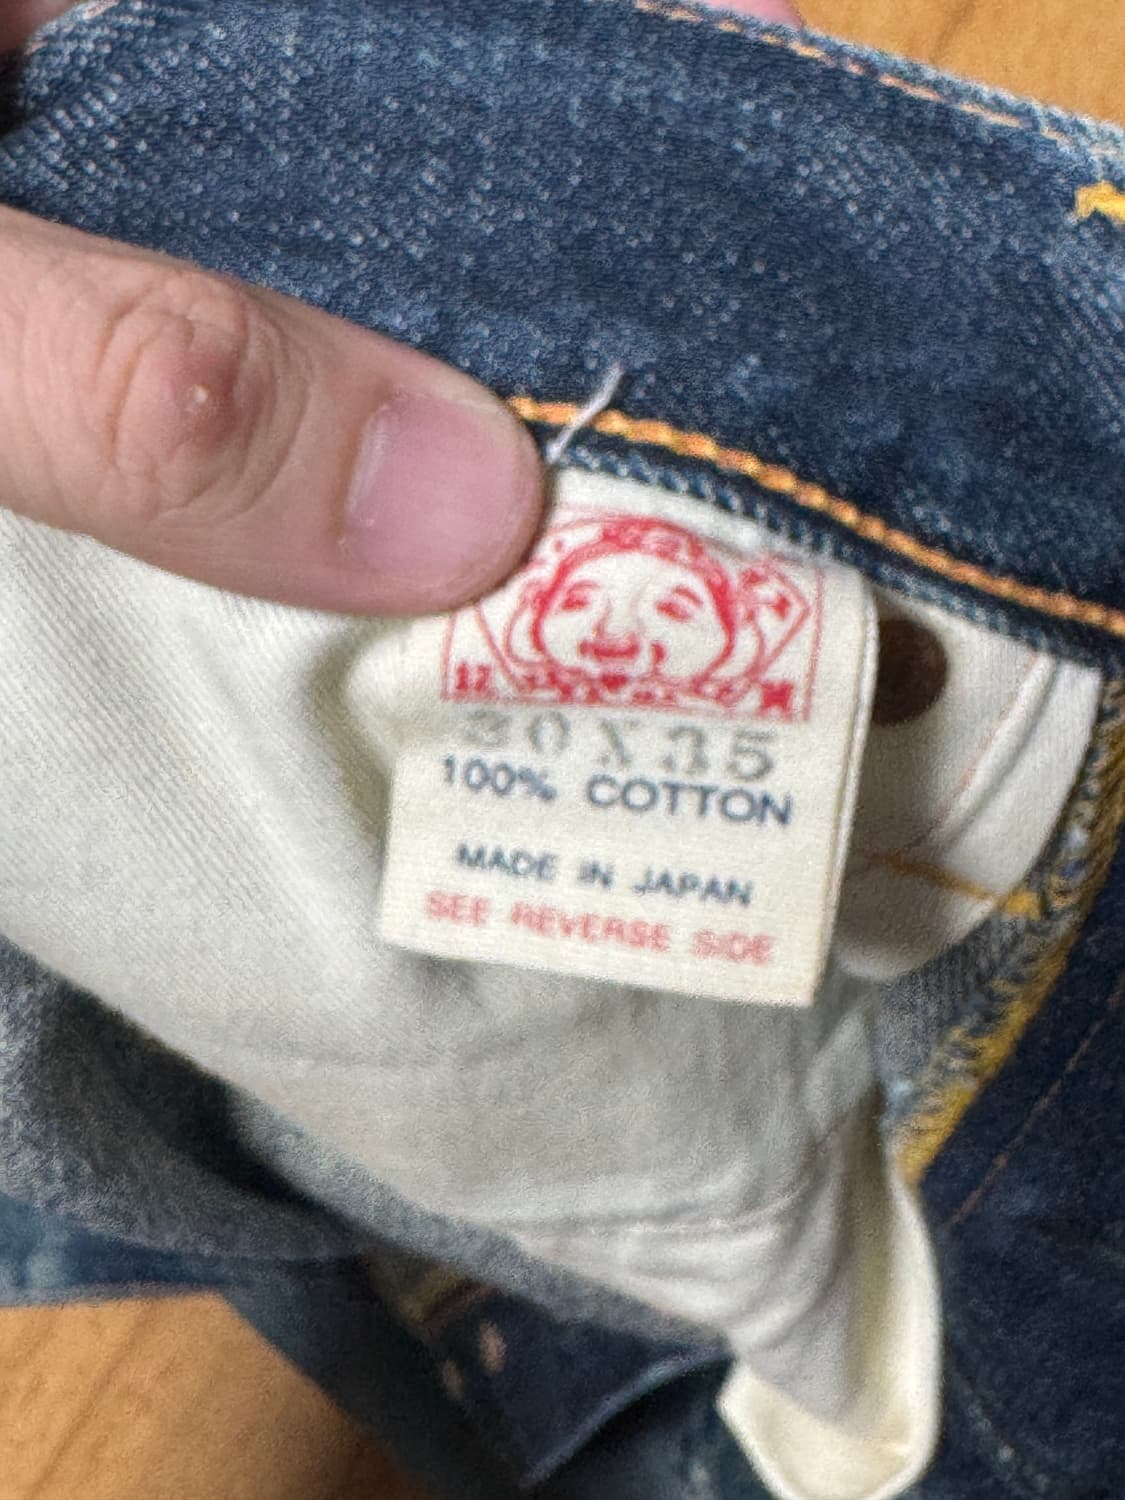 30X35
100% COTTON
MADE IN JAPAN
SEE REVERSE SIDE